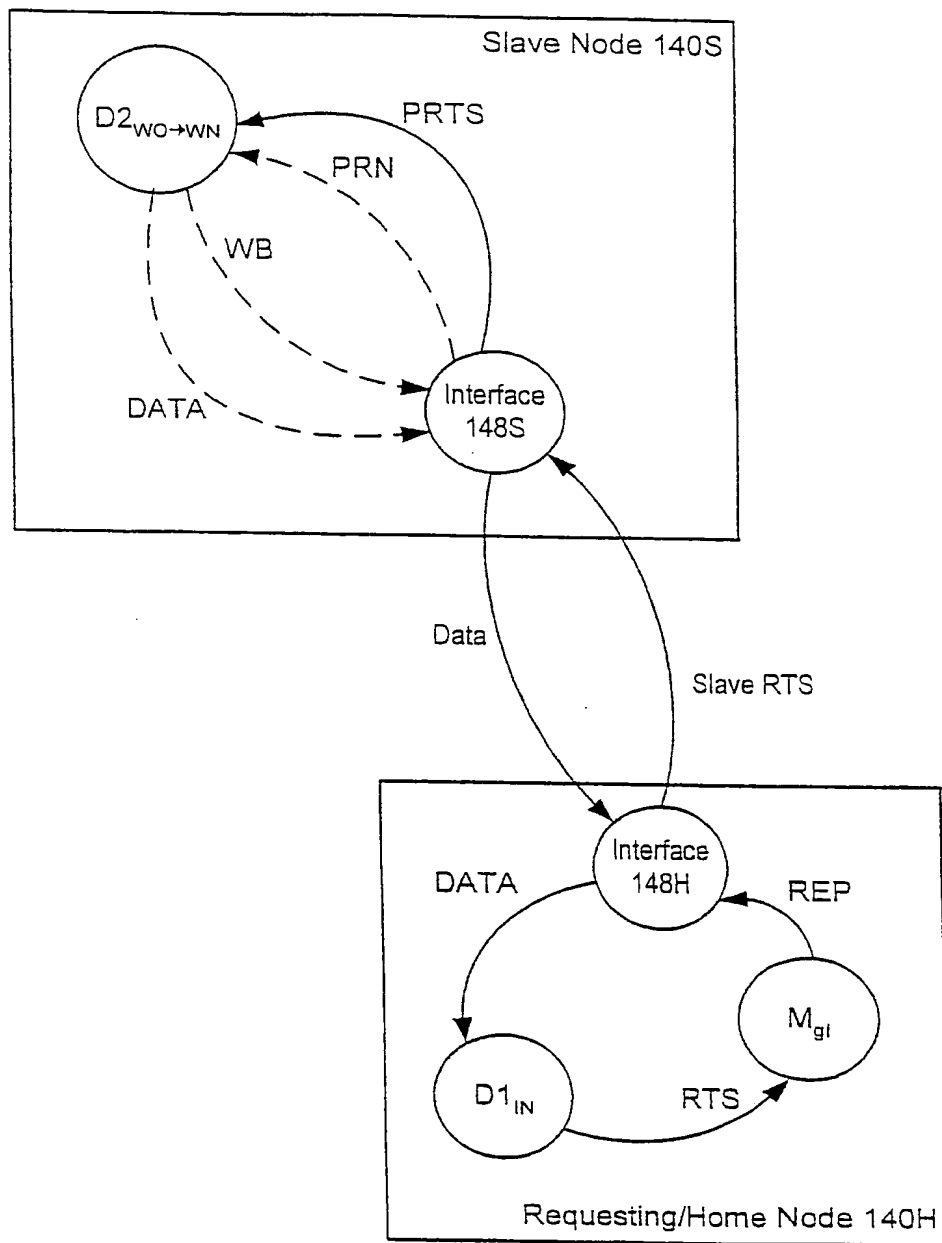 Slave Node 140S
D2WO→WN
PRTS
PRN
WB
DATA
Interface
148S
Data
Slave RTS
Interface
148H
DATA
REP
Mgl
D1IN
RTS
Requesting/Home Node 140H